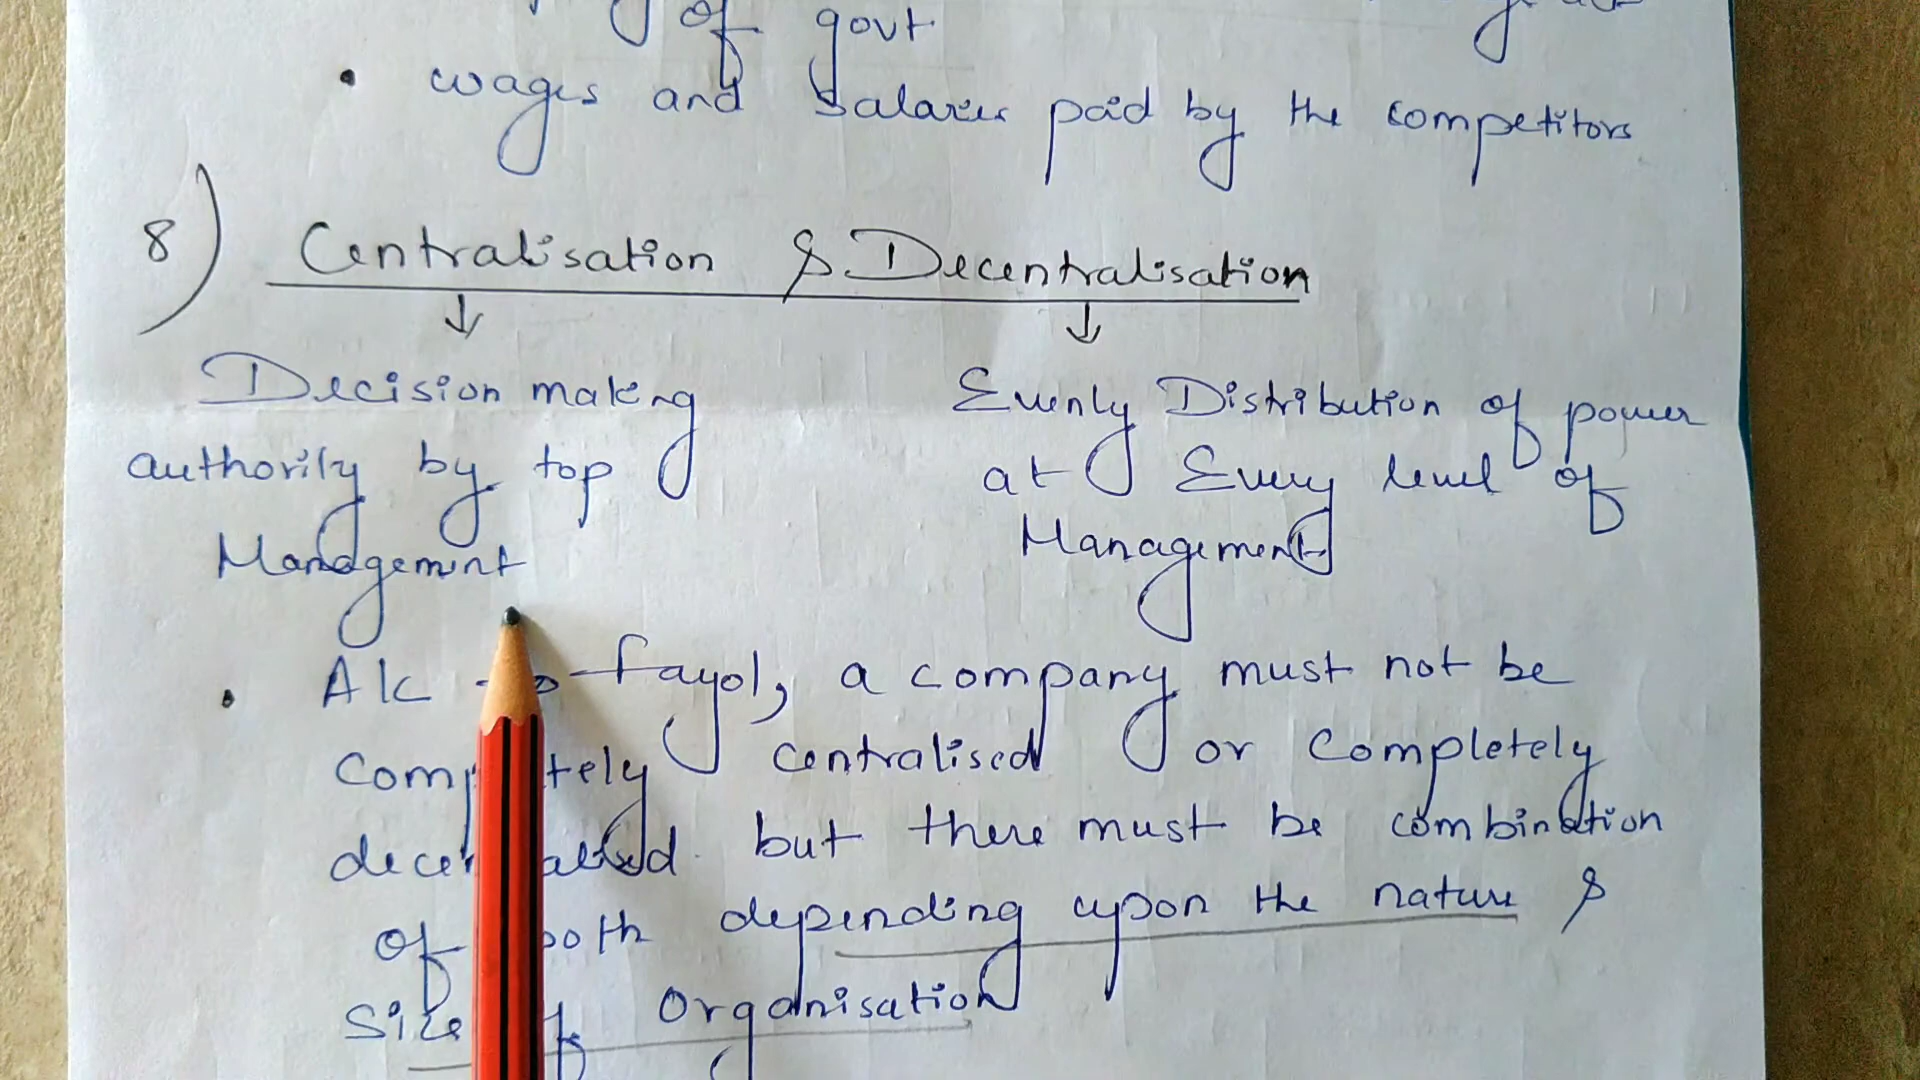 of govt
• wages and salaries paid by the competitors
8) Centralisation & Decentralisation
Decision making
authority by top
Management
Evenly Distribution of power
at Every level of
Management
• A/c to Fayol, a company must not be
completely centralised or completely
decentralised but there must be combination
of both depending upon the nature &
Size of Organisation